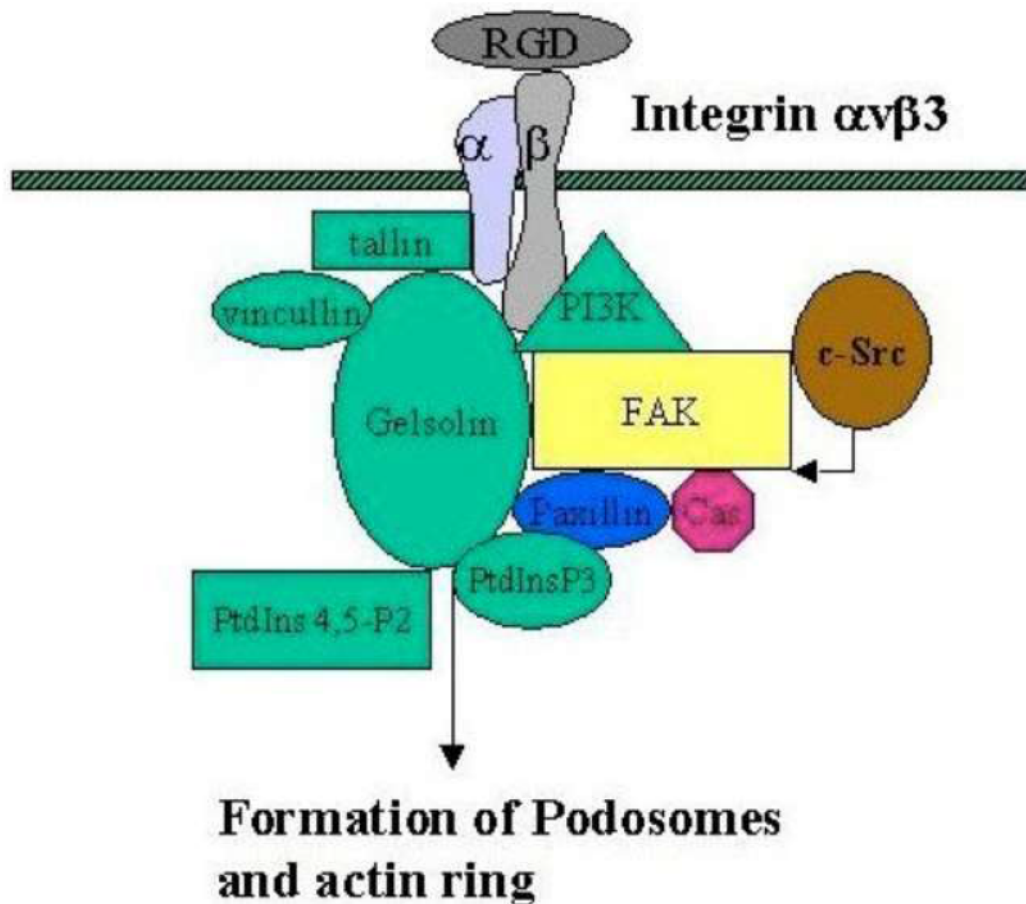 RGD
Integrin αvβ3
α
β
tallin
vincullin
PI3K
c-Src
Gelsolin
FAK
Paxillin
Cas
PtdInsP3
PtdIns 4,5-P2
Formation of Podosomes
and actin ring